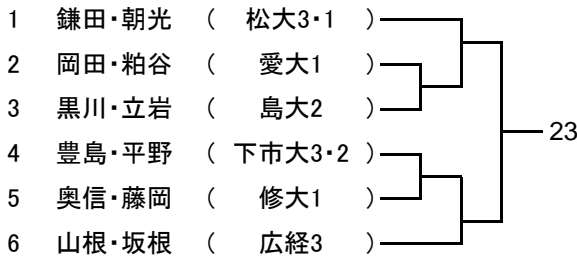 1 鎌田・朝光 ( 松大3・1 )
2 岡田・粕谷 ( 愛大1 )
3 黒川・立岩 ( 島大2 )
23
4 豊島・平野 ( 下市大3・2 )
5 奥信・藤岡 ( 修大1 )
6 山根・坂根 ( 広経3 )